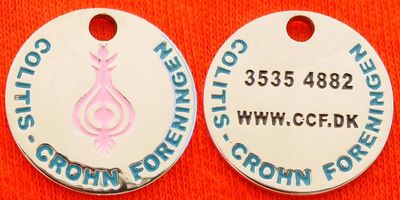 COLITIS - CROHN FORENINGEN
COLITIS - CROHN FORENINGEN
3535 4882
WWW.CCF.DK